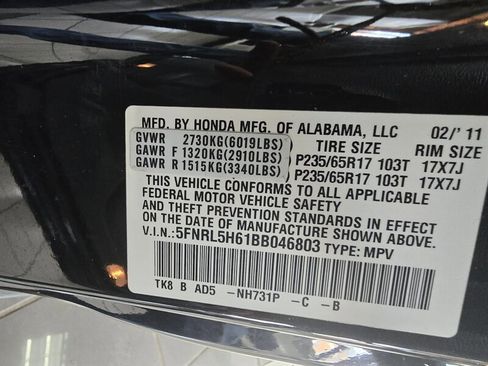 MFD. BY HONDA MFG. OF ALABAMA, LLC 02/'11
GVWR 2730KG(6019LBS) TIRE SIZE RIM SIZE
GAWR F 1320KG(2910LBS) P235/65R17 103T 17X7J
GAWR R 1515KG(3340LBS) P235/65R17 103T 17X7J
THIS VEHICLE CONFORMS TO ALL APPLICABLE
FEDERAL MOTOR VEHICLE SAFETY
AND THEFT PREVENTION STANDARDS IN EFFECT
ON THE DATE OF MANUFACTURE SHOWN ABOVE.
V.I.N.: 5FNRL5H61BB046803 TYPE: MPV
TK8 B AD5 -NH731P -C -B